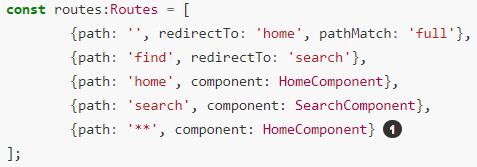 const routes:Routes = [
{path: '', redirectTo: 'home', pathMatch: 'full'},
{path: 'find', redirectTo: 'search'},
{path: 'home', component: HomeComponent},
{path: 'search', component: SearchComponent},
{path: '**', component: HomeComponent} 1
];